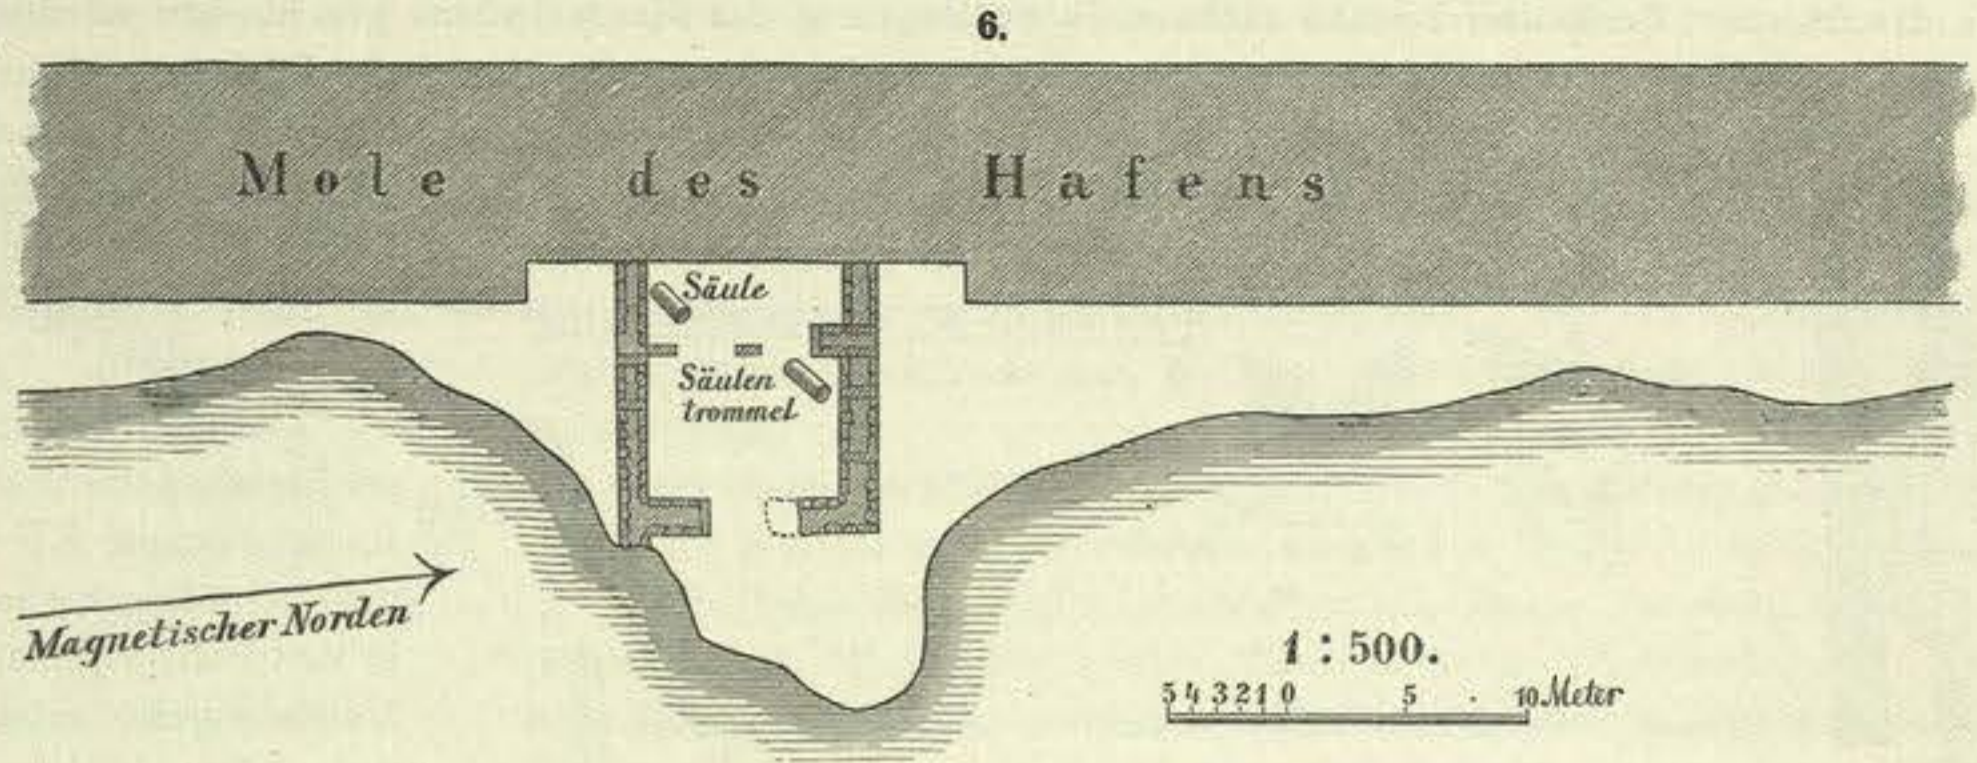 6.
Mole des Hafens
Säule
Säulen
trommel
Magnetischer Norden
1 : 500.
5 4 3 2 1 0 5 10 Meter